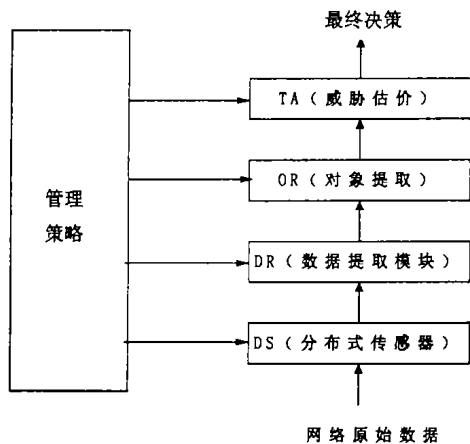 最终决策
TA(威胁估价)
OR(对象提取)
管理
策略
DR(数据提取模块)
DS(分布式传感器)
网络原始数据